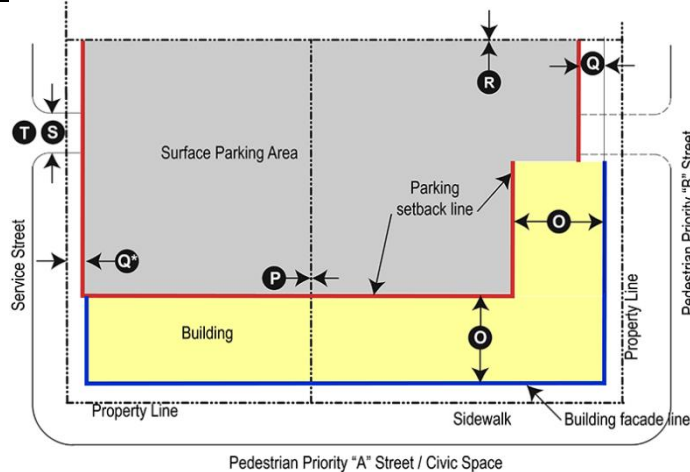 Q
R
T S
Surface Parking Area
Parking
setback line
O
Pedestrian Priority "B" Street
Service Street
Q*
P
Property Line
Building
O
Property Line
Sidewalk
Building facade line
Pedestrian Priority "A" Street / Civic Space